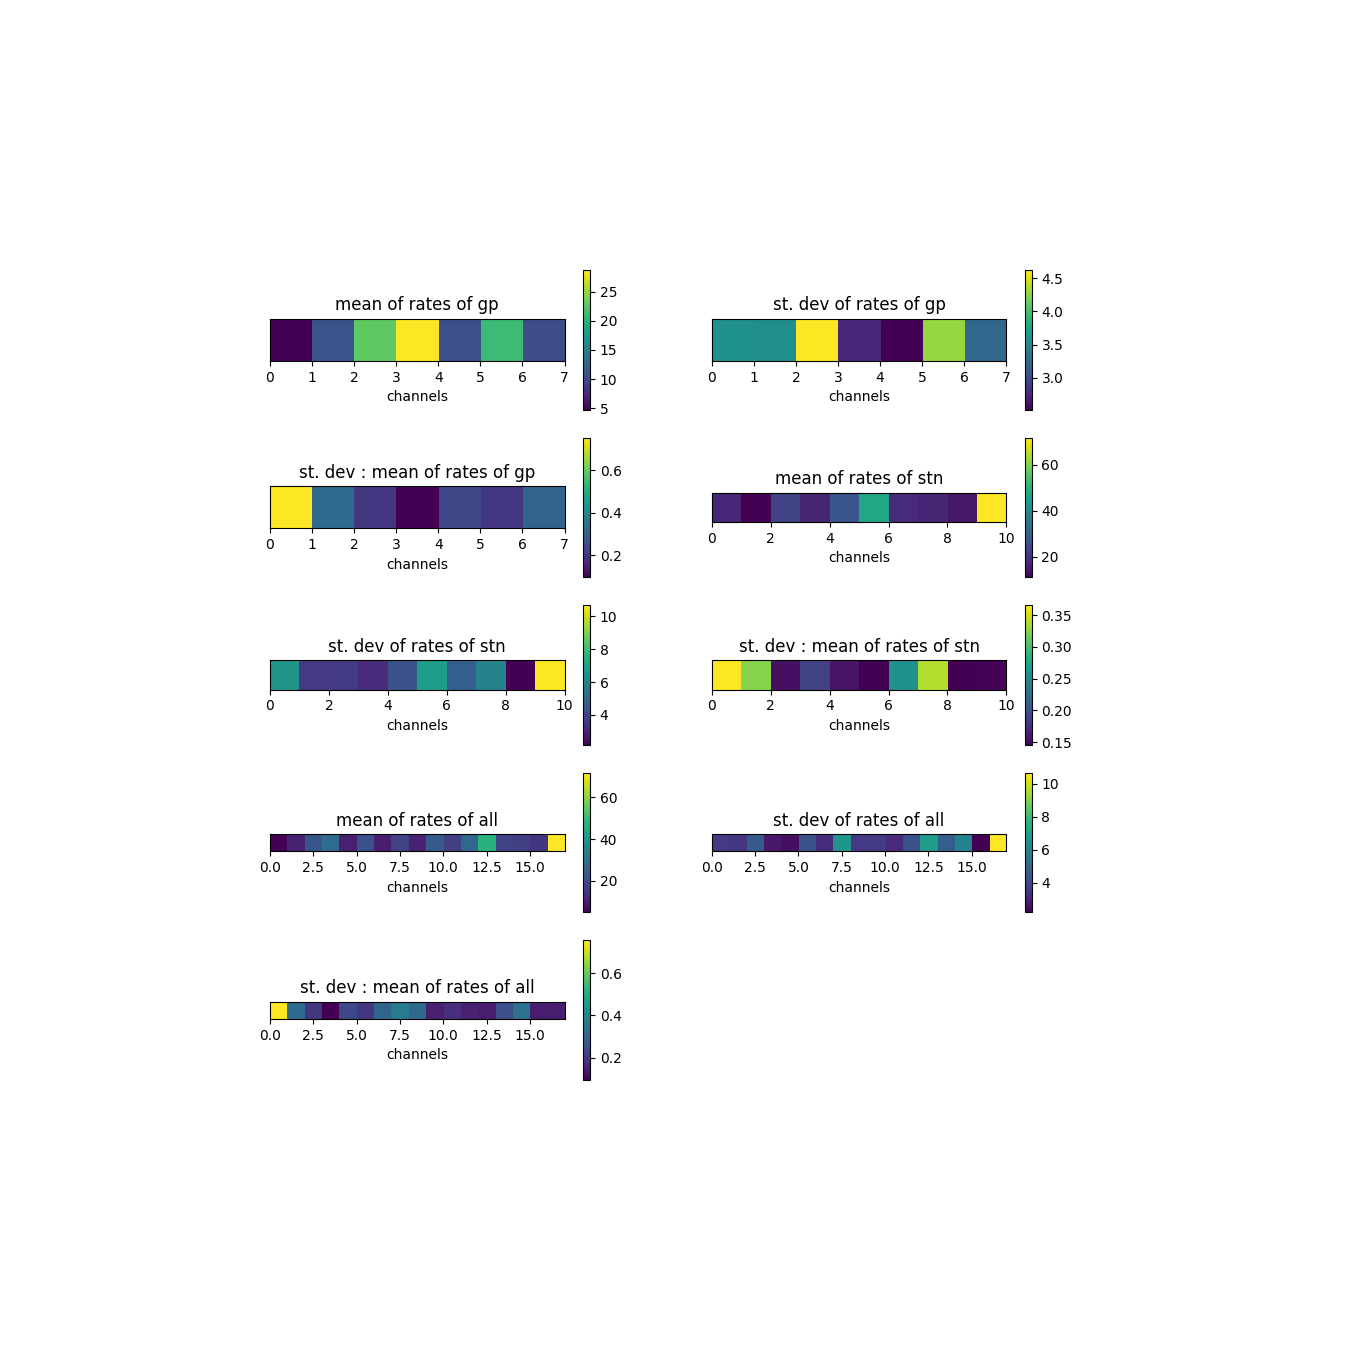 mean of rates of gp
25
20
15
10
5
0 1 2 3 4 5 6 7
channels
st. dev of rates of gp
4.5
4.0
3.5
3.0
0 1 2 3 4 5 6 7
channels
st. dev : mean of rates of gp
0.6
0.4
0.2
0 1 2 3 4 5 6 7
channels
mean of rates of stn
60
40
20
0 2 4 6 8 10
channels
st. dev of rates of stn
10
8
6
4
0 2 4 6 8 10
channels
st. dev : mean of rates of stn
0.35
0.30
0.25
0.20
0.15
0 2 4 6 8 10
channels
mean of rates of all
60
40
20
0.0 2.5 5.0 7.5 10.0 12.5 15.0
channels
st. dev of rates of all
10
8
6
4
0.0 2.5 5.0 7.5 10.0 12.5 15.0
channels
st. dev : mean of rates of all
0.6
0.4
0.2
0.0 2.5 5.0 7.5 10.0 12.5 15.0
channels